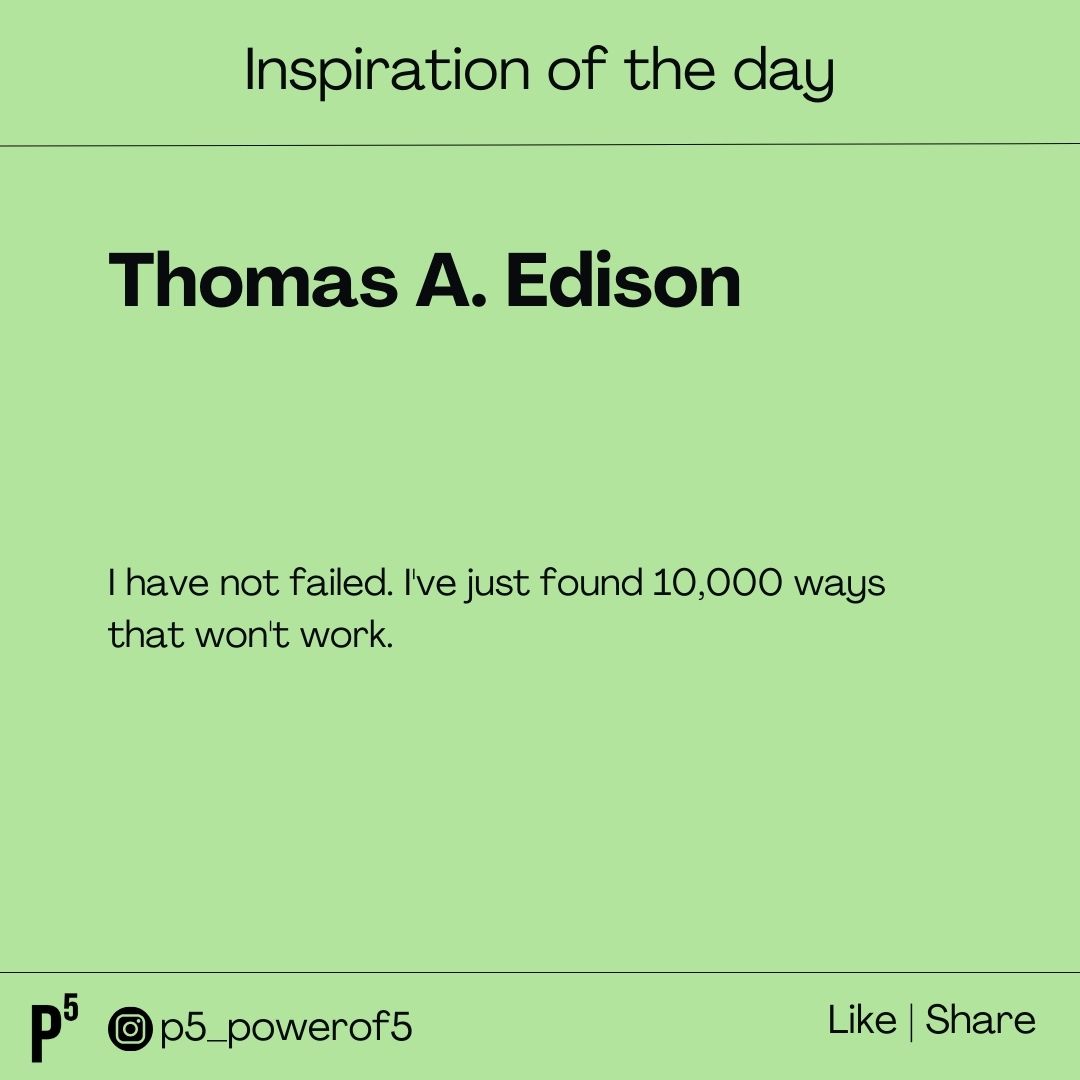 Inspiration of the day
Thomas A. Edison
I have not failed. I've just found 10,000 ways
that won't work.
P⁵ p5_powerof5
Like | Share